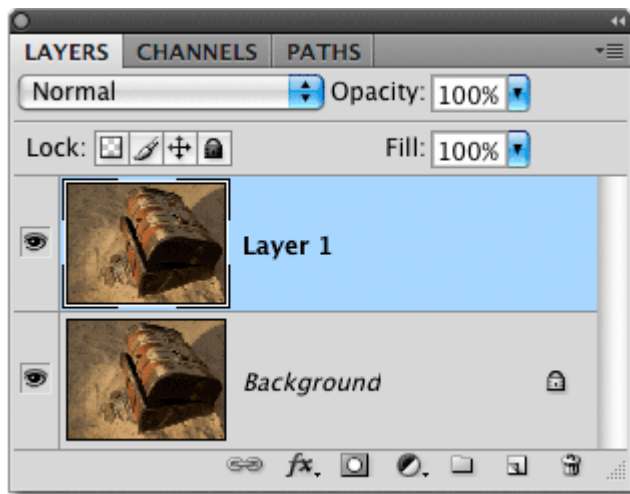 LAYERS CHANNELS PATHS
Normal Opacity: 100%
Lock: Fill: 100%
Layer 1
Background
fx.